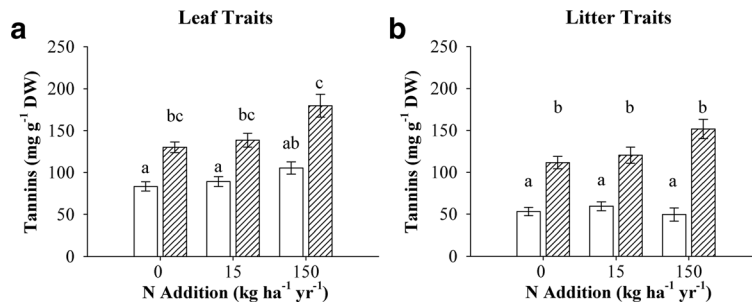 a
Leaf Traits
Tannins (mg g⁻¹ DW)
250
200
150
100
50
0
a
bc
a
bc
ab
c
0
15
150
N Addition (kg ha⁻¹ yr⁻¹)
b
Litter Traits
Tannins (mg g⁻¹ DW)
250
200
150
100
50
0
a
b
a
b
a
b
0
15
150
N Addition (kg ha⁻¹ yr⁻¹)